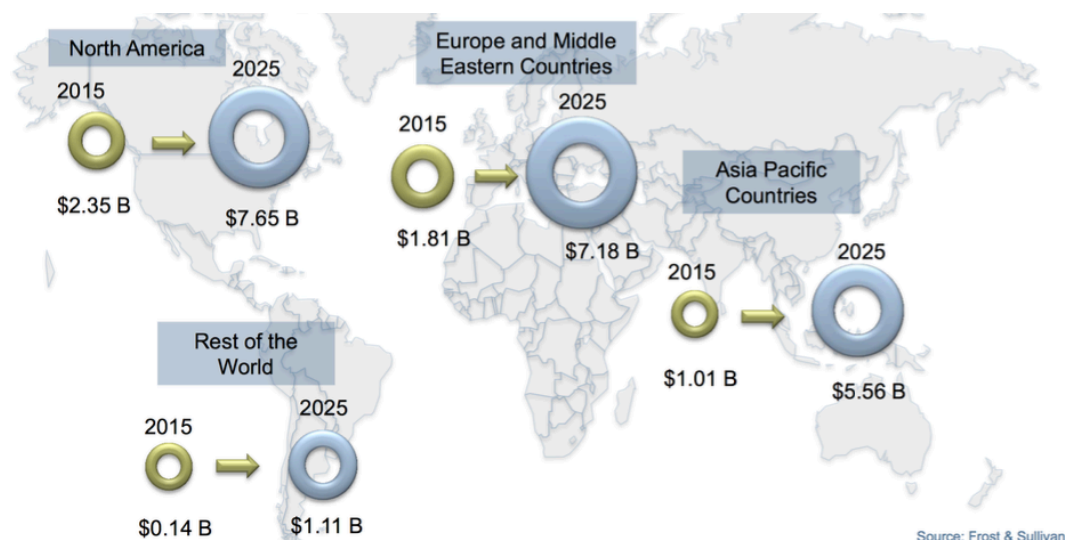 North America
2015
2025
$2.35 B
$7.65 B
Europe and Middle
Eastern Countries
2015
2025
$1.81 B
$7.18 B
Asia Pacific
Countries
2015
2025
$1.01 B
$5.56 B
Rest of the
World
2015
2025
$0.14 B
$1.11 B
Source: Frost & Sullivan